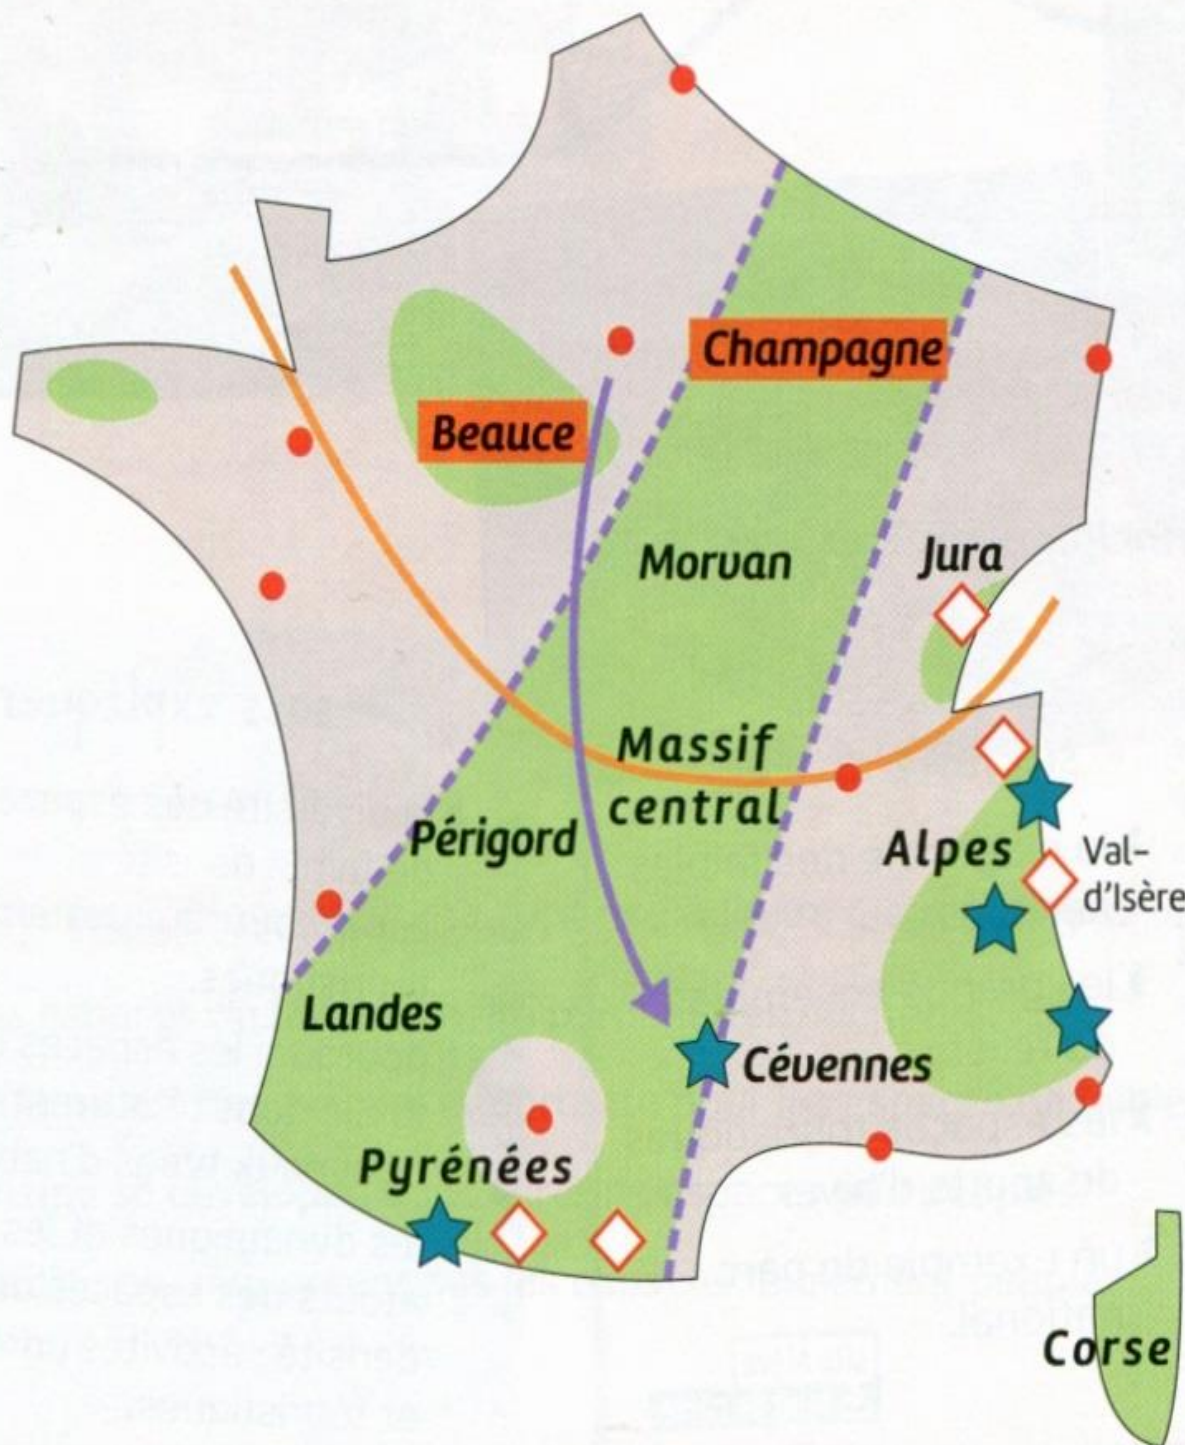 Champagne
Beauce
Morvan
Jura
Massif
central
Périgord
Alpes
Val-
d'Isère
Landes
Cévennes
Pyrénées
Corse